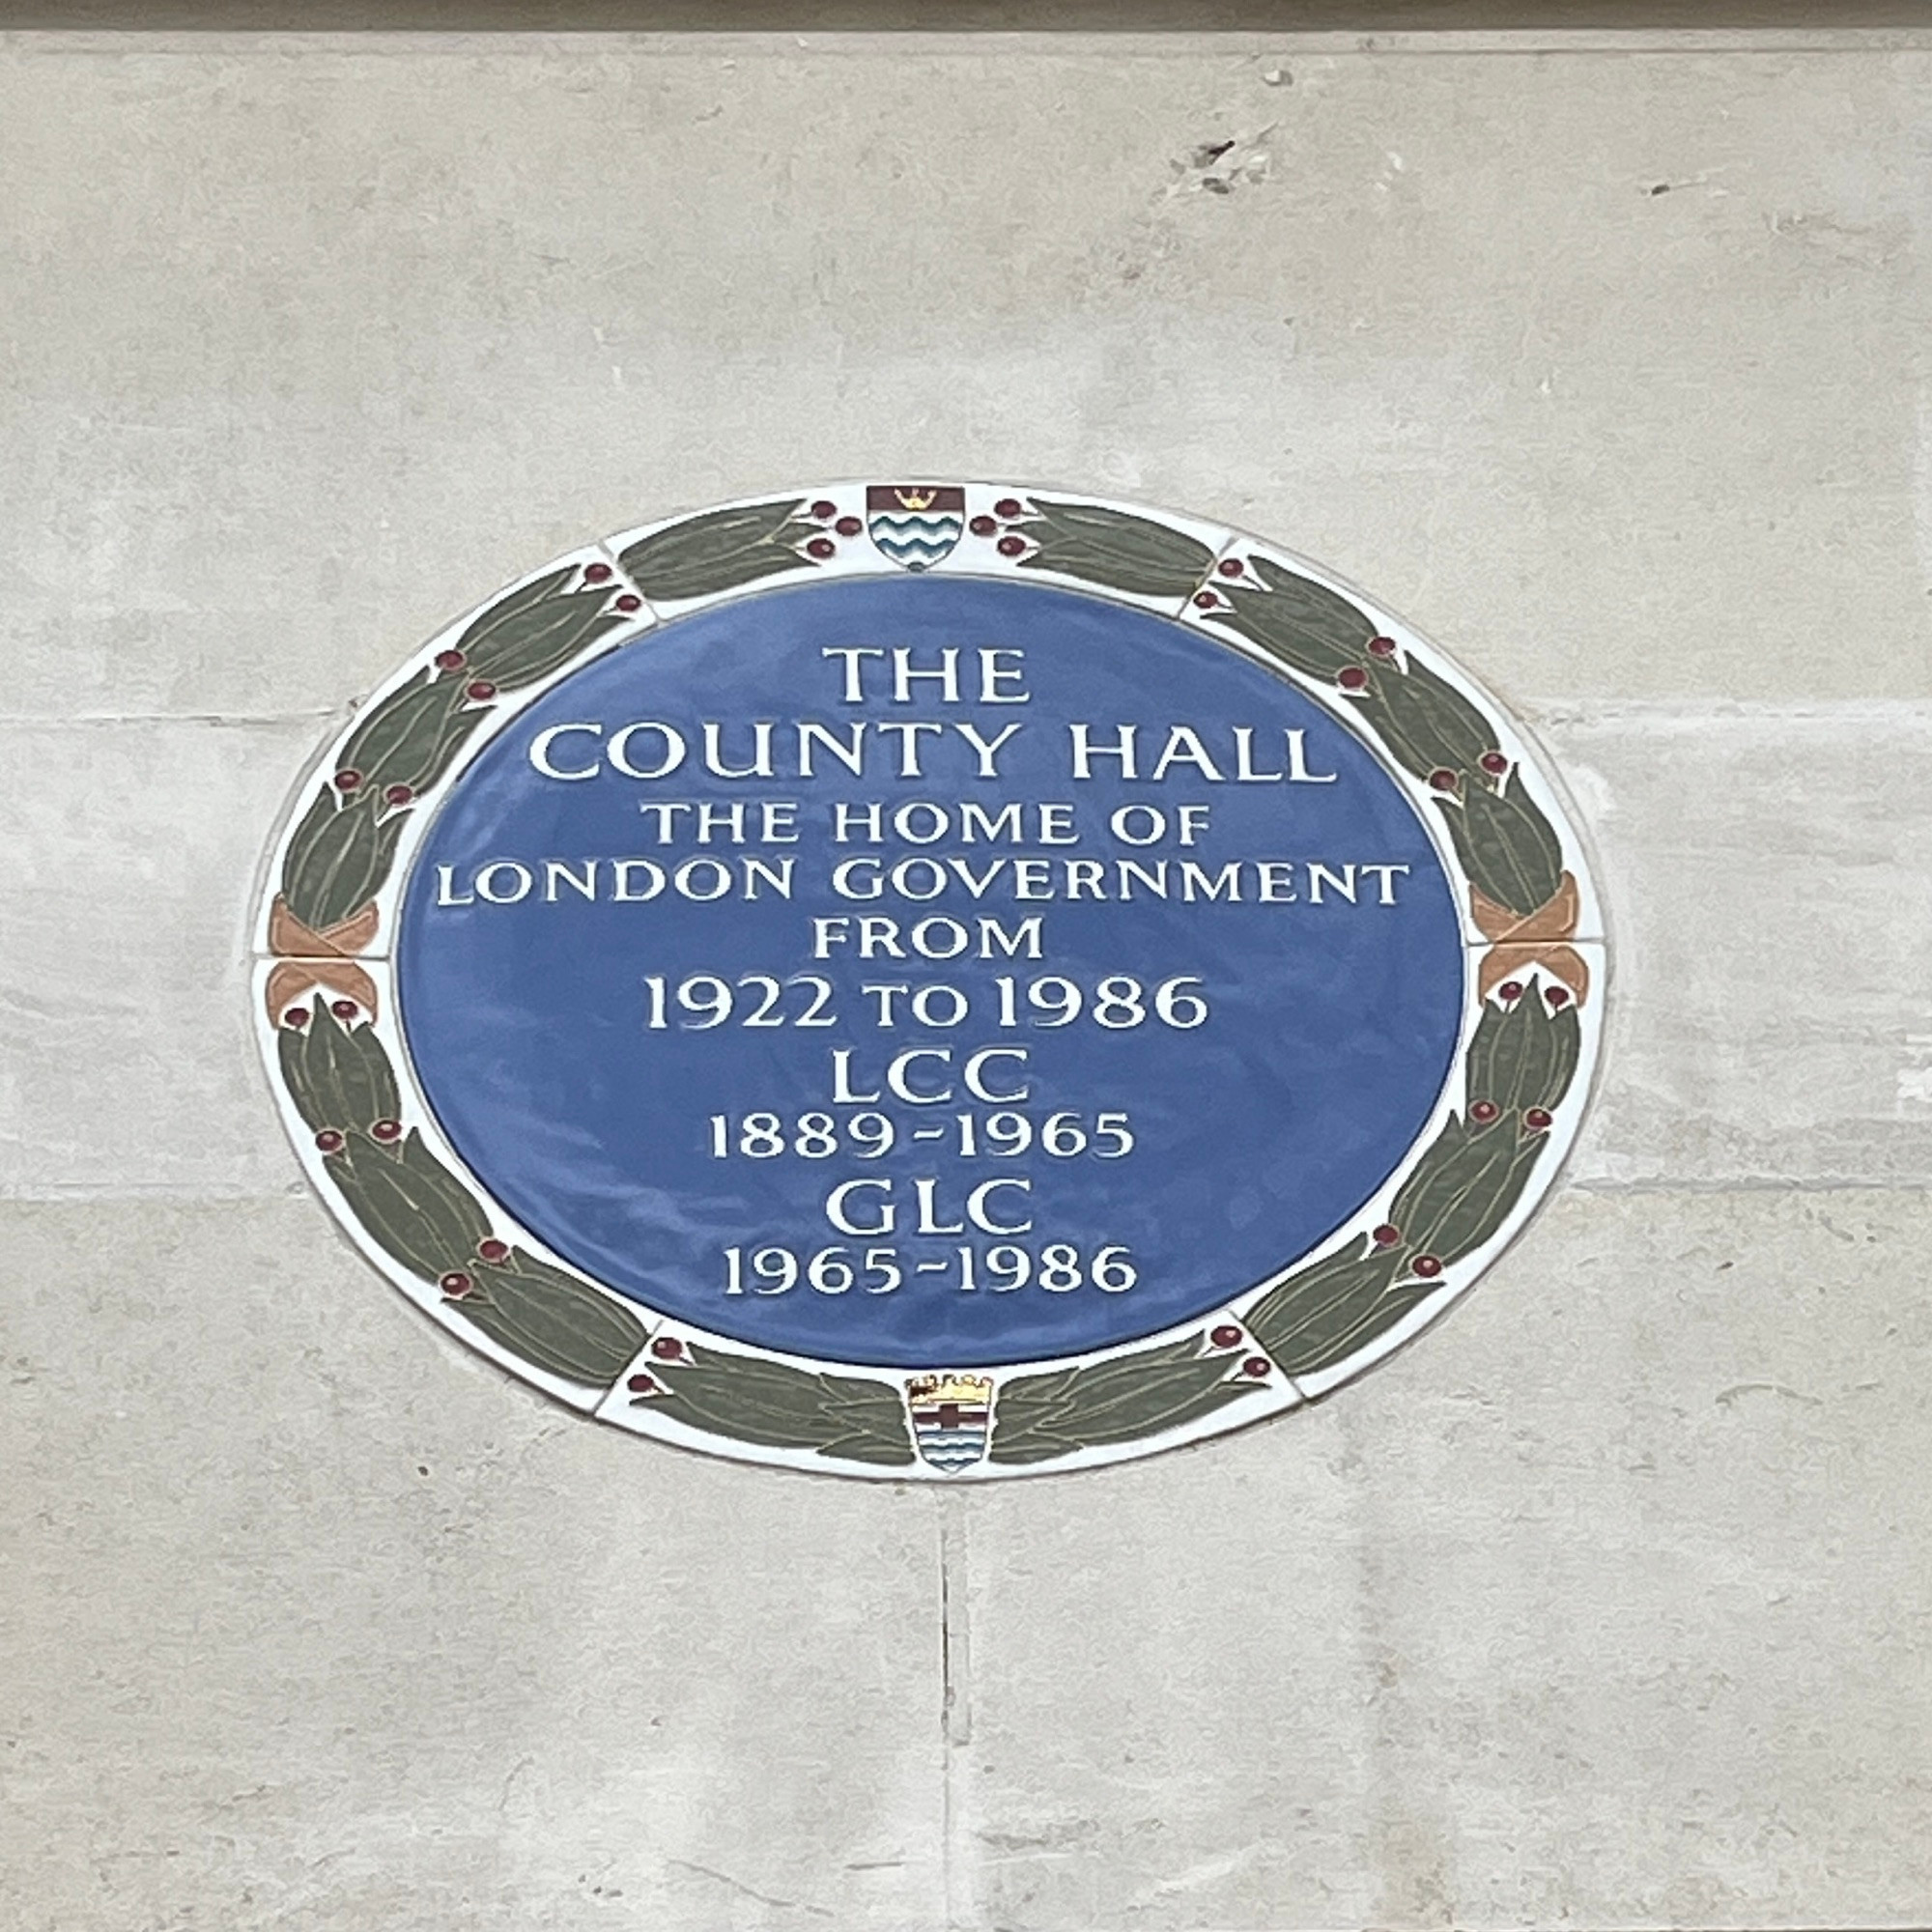 THE
COUNTY HALL
THE HOME OF
LONDON GOVERNMENT
FROM
1922 TO 1986
LCC
1889-1965
GLC
1965-1986